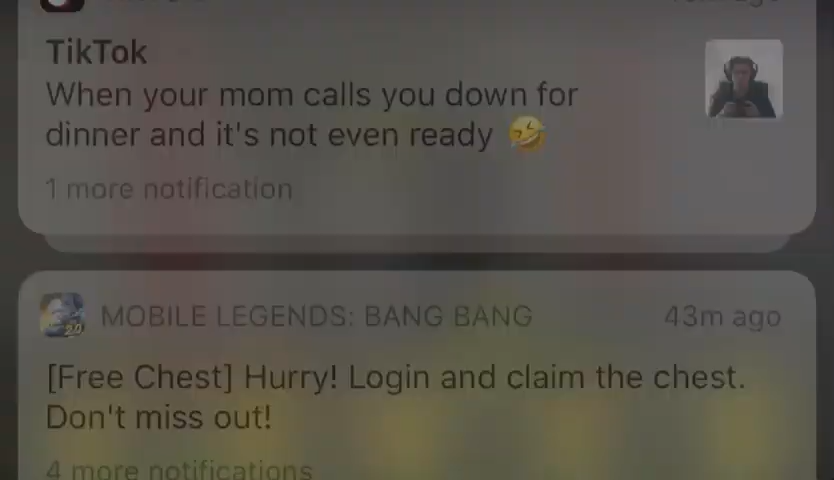 TikTok
When your mom calls you down for
dinner and it's not even ready 🤣
1 more notification
MOBILE LEGENDS: BANG BANG 43m ago
[Free Chest] Hurry! Login and claim the chest.
Don't miss out!
4 more notifications